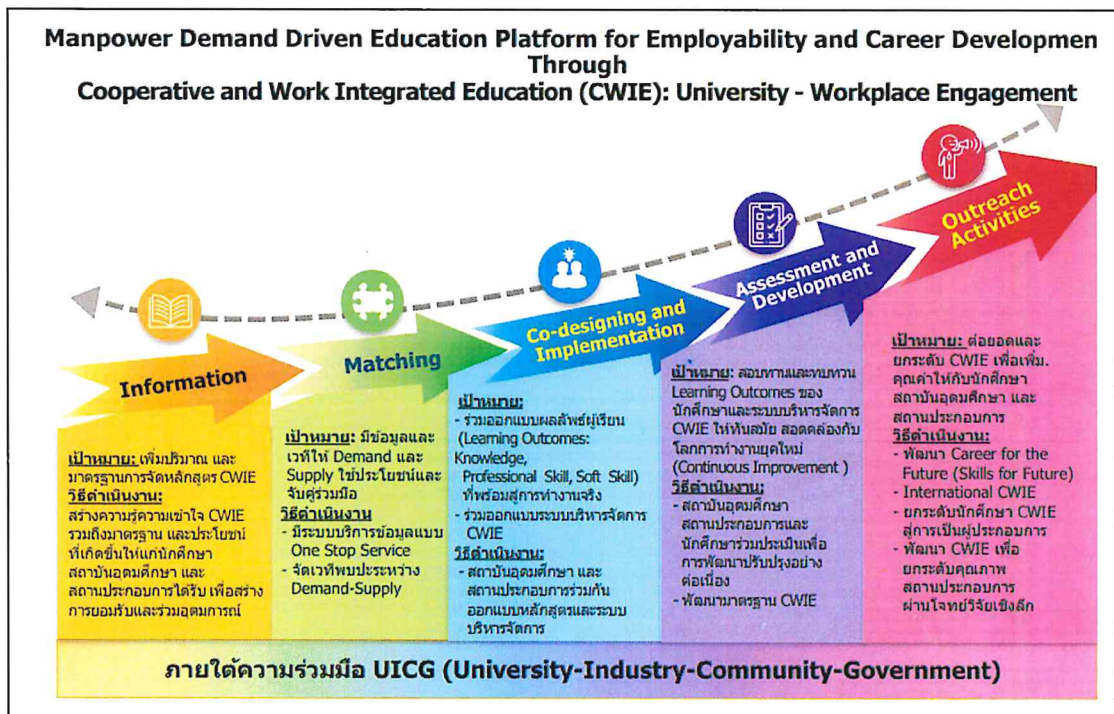 Manpower Demand Driven Education Platform for Employability and Career Developmen
Through
Cooperative and Work Integrated Education (CWIE): University - Workplace Engagement
Information
เป้าหมาย: เพิ่มปริมาณ และ
มาตรฐานการจัดหลักสูตร CWIE
วิธีดำเนินงาน:
สร้างความรู้ความเข้าใจ CWIE
รวมถึงมาตรฐาน และประโยชน์
ที่เกิดขึ้นให้แก่นักศึกษา
สถาบันอุดมศึกษา และ
สถานประกอบการได้รับ เพื่อสร้าง
การยอมรับและร่วมอุดมการณ์
Matching
เป้าหมาย: มีข้อมูลและ
เวทีให้ Demand และ
Supply ใช้ประโยชน์และ
จับคู่ร่วมมือ
วิธีดำเนินงาน
- มีระบบบริการข้อมูลแบบ
One Stop Service
- จัดเวทีพบปะระหว่าง
Demand-Supply
Co-designing and
Implementation
เป้าหมาย:
- ร่วมออกแบบผลลัพธ์ผู้เรียน
(Learning Outcomes:
Knowledge,
Professional Skill, Soft Skill)
ที่พร้อมสู่การทำงานจริง
- ร่วมออกแบบระบบบริหารจัดการ
CWIE
วิธีดำเนินงาน:
- สถาบันอุดมศึกษา และ
สถานประกอบการร่วมกัน
ออกแบบหลักสูตรและระบบ
บริหารจัดการ
Assessment and
Development
เป้าหมาย: สอบทานและทบทวน
Learning Outcomes ของ
นักศึกษาและระบบบริหารจัดการ
CWIE ให้ทันสมัย สอดคล้องกับ
โลกการทำงานยุคใหม่
(Continuous Improvement )
วิธีดำเนินงาน:
- สถาบันอุดมศึกษา
สถานประกอบการและ
นักศึกษาร่วมประเมินเพื่อ
การพัฒนาปรับปรุงอย่าง
ต่อเนื่อง
- พัฒนามาตรฐาน CWIE
Outreach
Activities
เป้าหมาย: ต่อยอดและ
ยกระดับ CWIE เพื่อเพิ่ม.
คุณค่าให้กับนักศึกษา
สถาบันอุดมศึกษา และ
สถานประกอบการ
วิธีดำเนินงาน:
- พัฒนา Career for the
Future (Skills for Future)
- International CWIE
- ยกระดับนักศึกษา CWIE
สู่การเป็นผู้ประกอบการ
- พัฒนา CWIE เพื่อ
ยกระดับคุณภาพ
สถานประกอบการ
ผ่านโจทย์วิจัยเชิงลึก
ภายใต้ความร่วมมือ UICG (University-Industry-Community-Government)